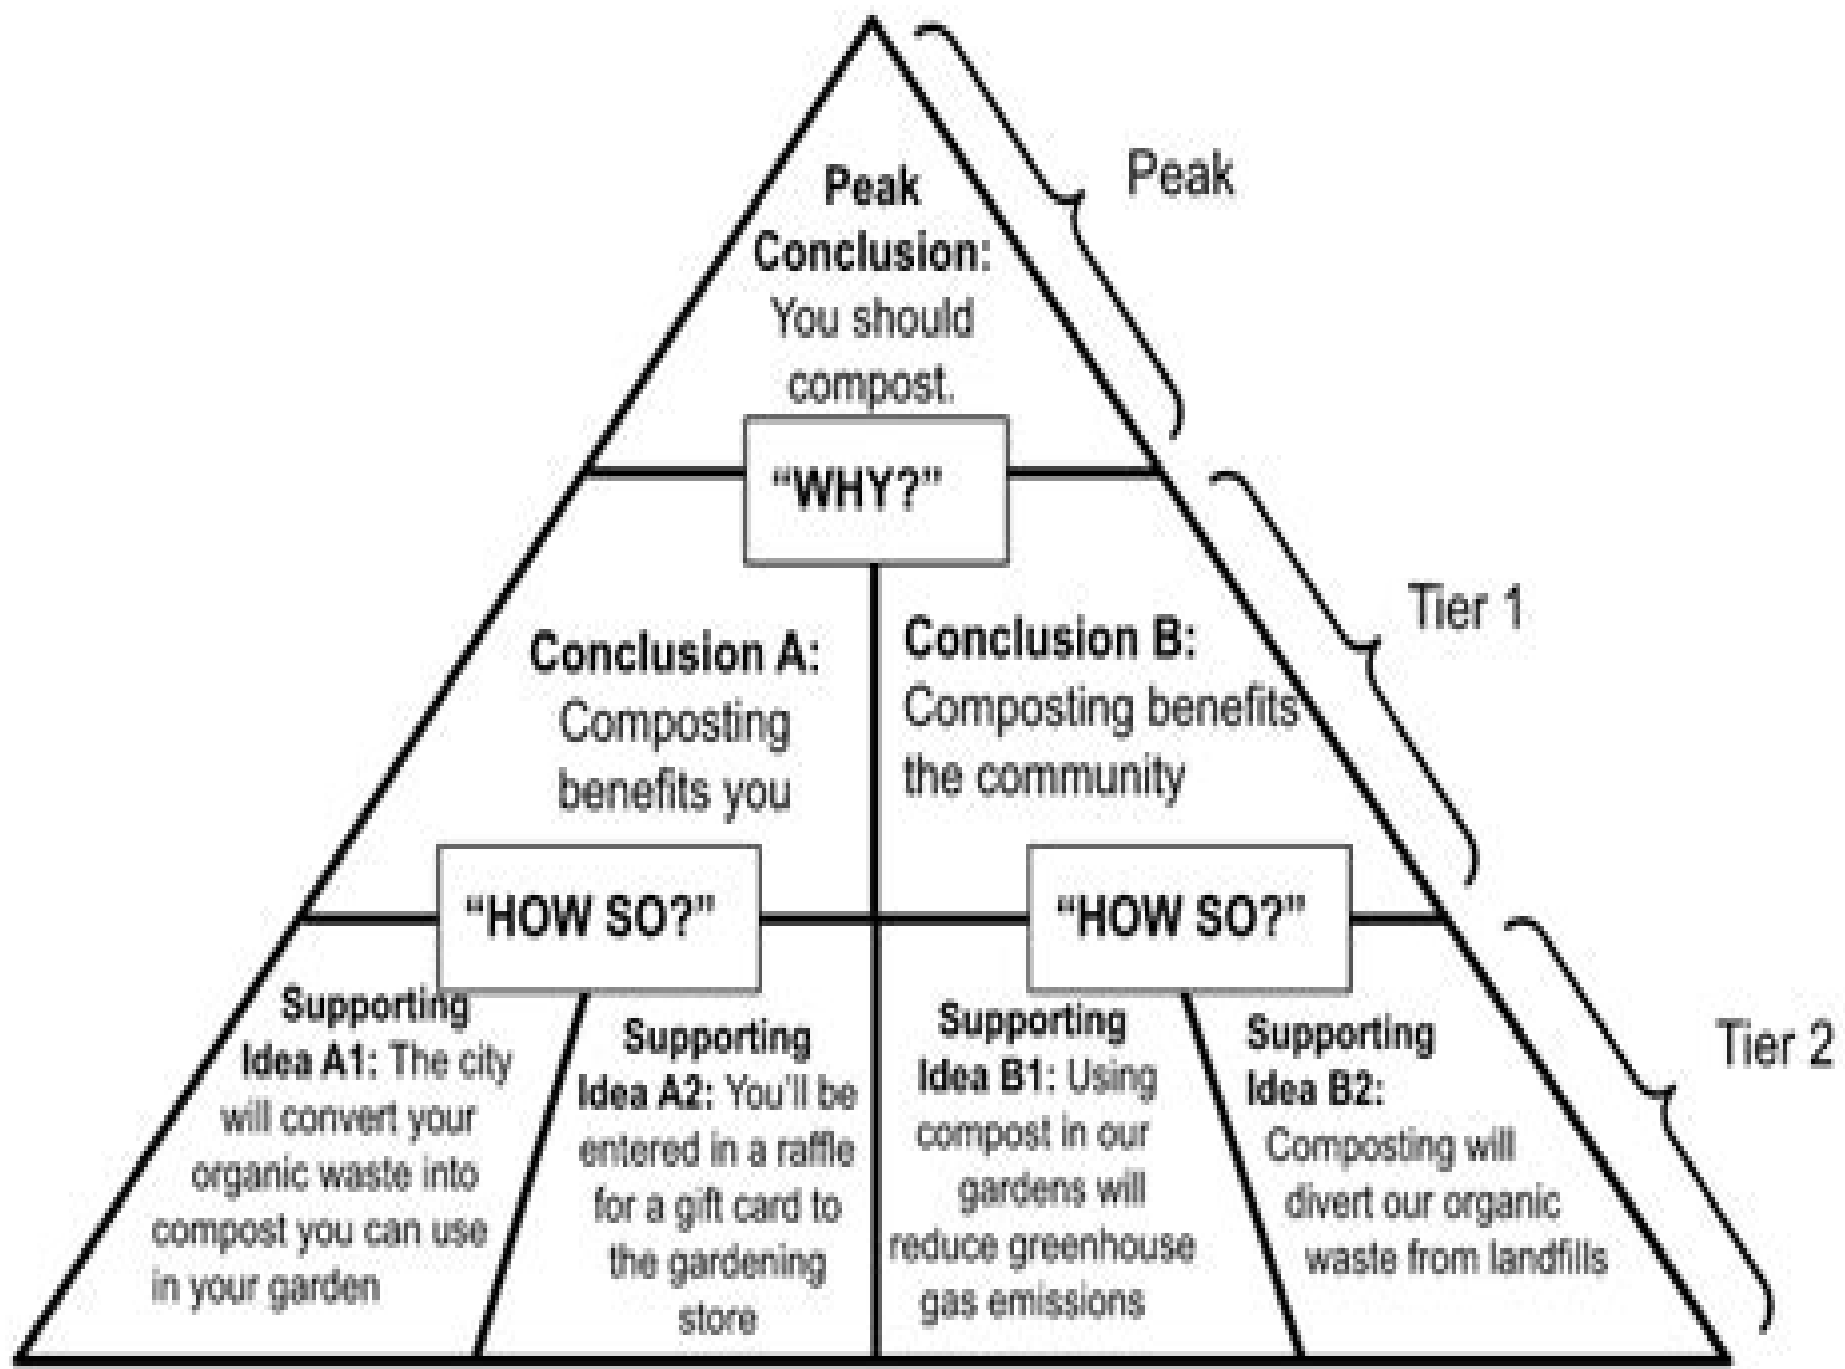 Peak
Conclusion:
You should
compost.
Peak
"WHY?"
Conclusion A:
Composting
benefits you
Conclusion B:
Composting benefits
the community
Tier 1
"HOW SO?"
"HOW SO?"
Supporting
Idea A1: The city
will convert your
organic waste into
compost you can use
in your garden
Supporting
Idea A2: You'll be
entered in a raffle
for a gift card to
the gardening
store
Supporting
Idea B1: Using
compost in our
gardens will
reduce greenhouse
gas emissions
Supporting
Idea B2:
Composting will
divert our organic
waste from landfills
Tier 2